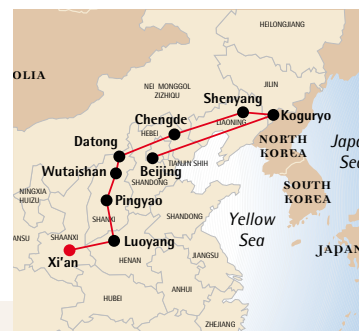 HEILONGJIANG
OLIA
NEI MONGGOL
ZIZHIQU
JILIN
Shenyang
LIAONING
Koguryo
Chengde
HEBEI
Datong
NORTH
KOREA
Japa
Sea
Wutaishan
Beijing
TIANJIN SHIH
SHANDONG
NINGXIA
HUIZU
Pingyao
SOUTH
KOREA
SHANXI
SHANDONG
Yellow
Sea
ANSU
SHAANXI
Luoyang
JAPAN
Xi'an
HENAN
JIANGSU
ANHUI
HUBEI
ZHEJIANG